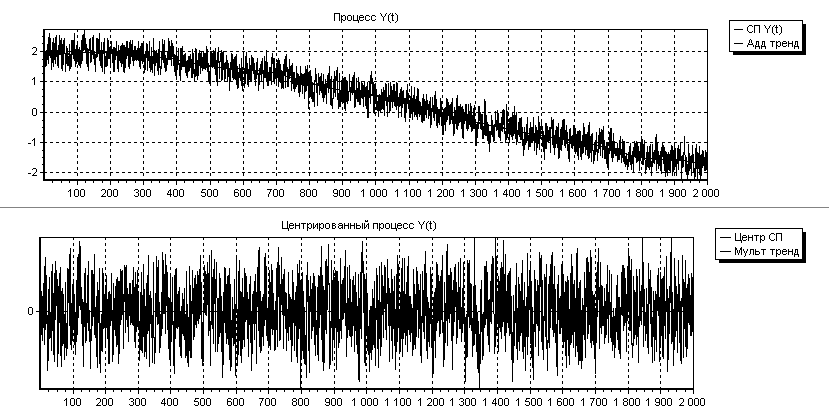 Процесс Y(t)
СП Y(t)
Адд тренд
2
1
0
-1
-2
100 200 300 400 500 600 700 800 900 1 000 1 100 1 200 1 300 1 400 1 500 1 600 1 700 1 800 1 900 2 000
Центрированный процесс Y(t)
Центр СП
Мульт тренд
0
100 200 300 400 500 600 700 800 900 1 000 1 100 1 200 1 300 1 400 1 500 1 600 1 700 1 800 1 900 2 000